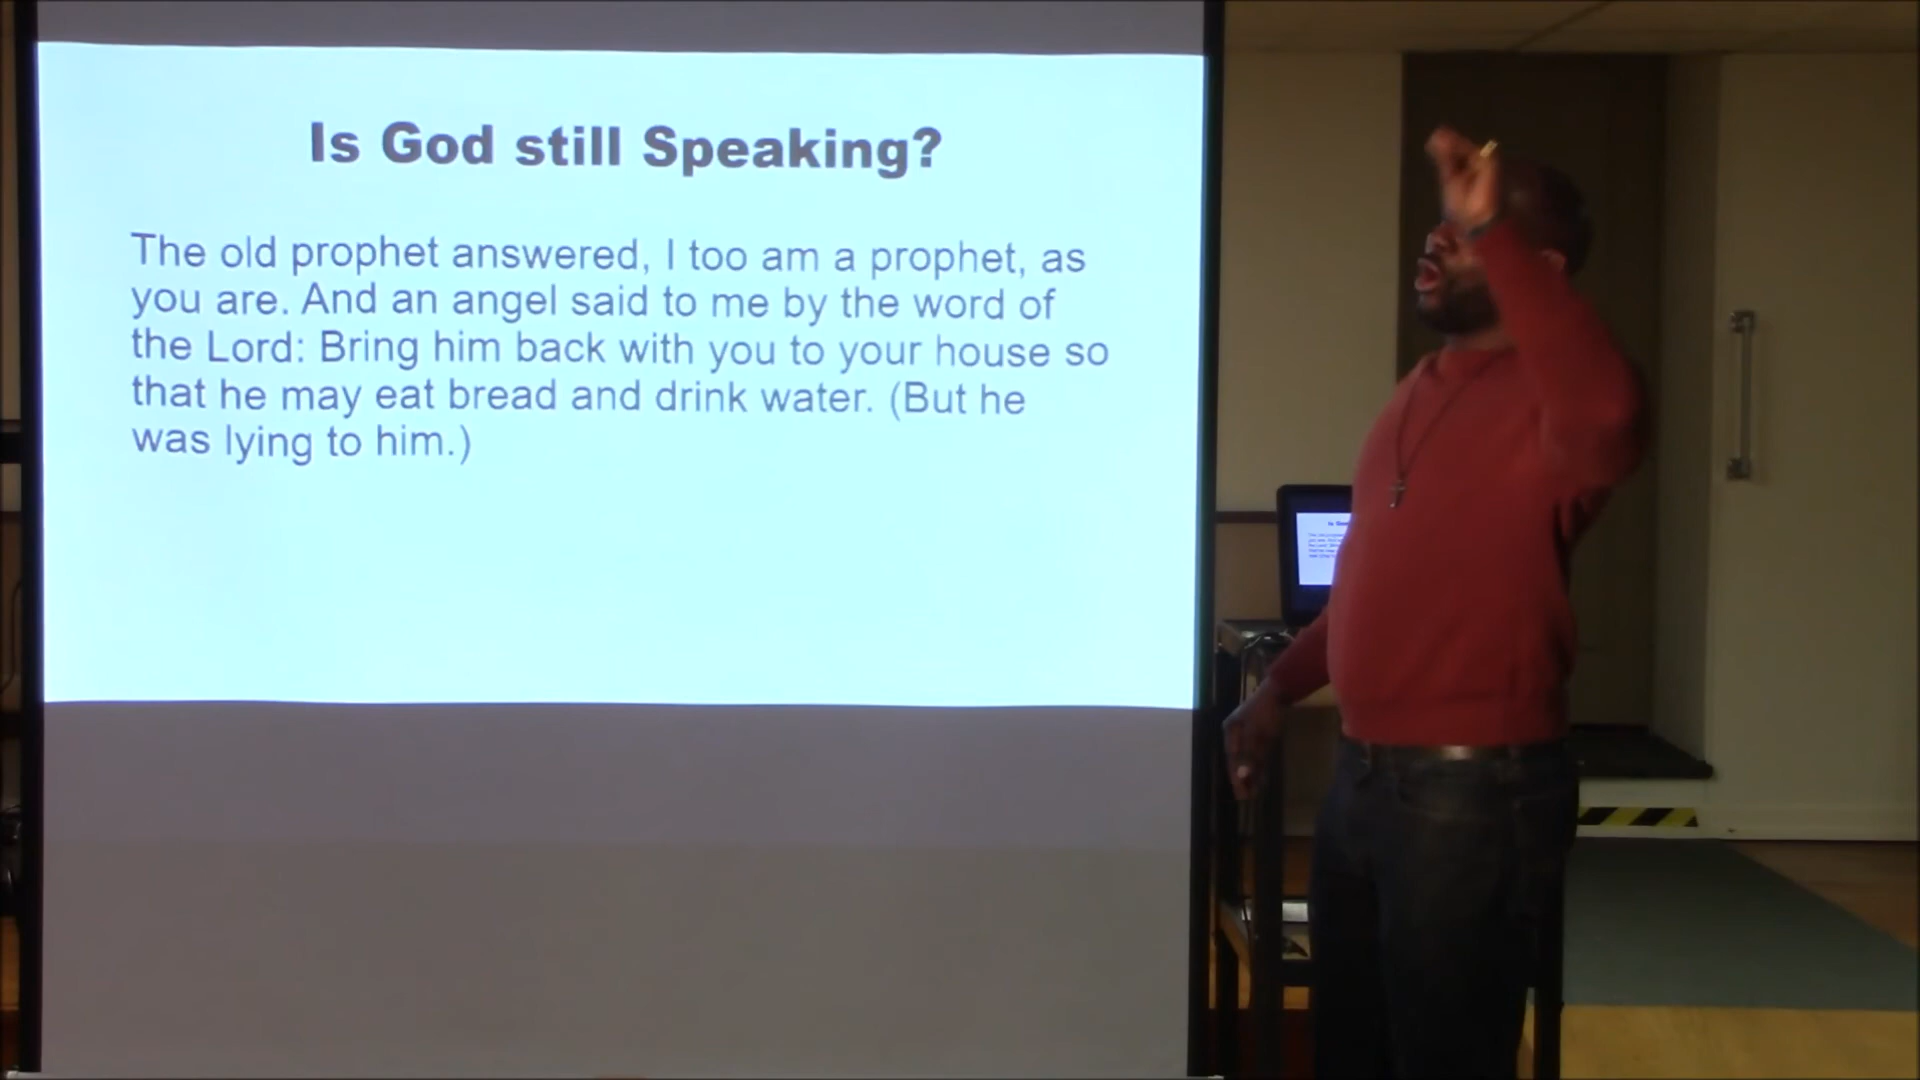 Is God still Speaking?
The old prophet answered, I too am a prophet, as
you are. And an angel said to me by the word of
the Lord: Bring him back with you to your house so
that he may eat bread and drink water. (But he
was lying to him.)